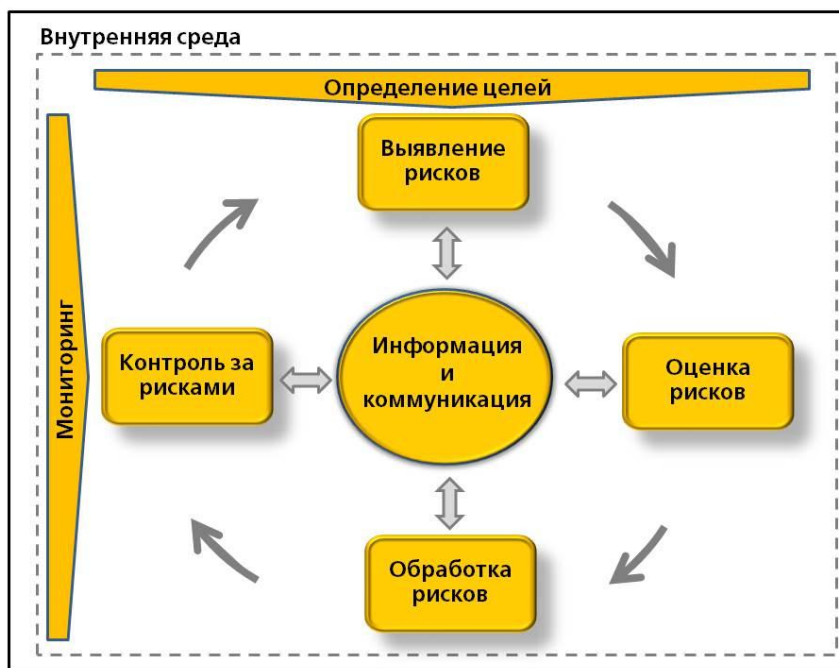 Внутренняя среда
Определение целей
Выявление
рисков
Мониторинг
Контроль за
рисками
Информация
и
коммуникация
Оценка
рисков
Обработка
рисков